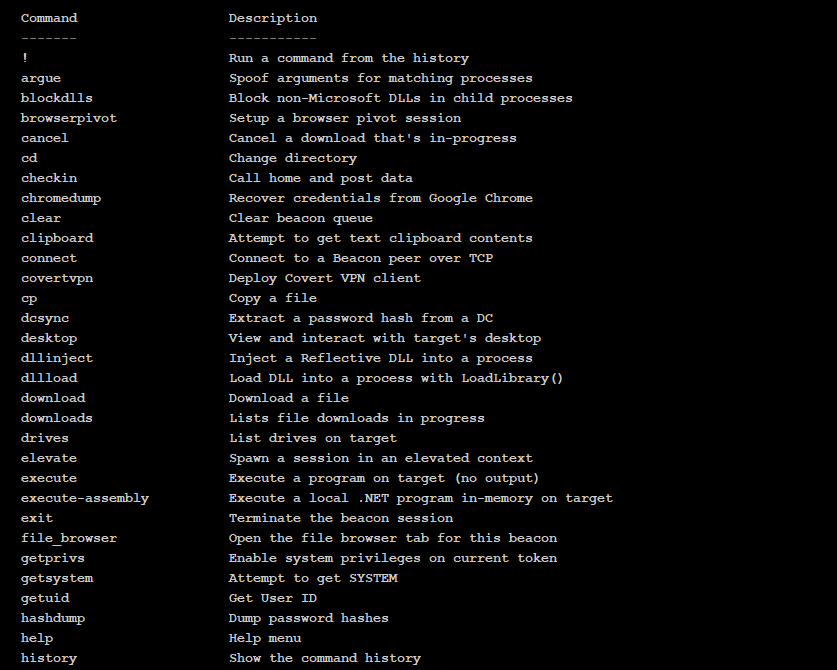 Command Description
------- -----------
! Run a command from the history
argue Spoof arguments for matching processes
blockdlls Block non-Microsoft DLLs in child processes
browserpivot Setup a browser pivot session
cancel Cancel a download that's in-progress
cd Change directory
checkin Call home and post data
chromedump Recover credentials from Google Chrome
clear Clear beacon queue
clipboard Attempt to get text clipboard contents
connect Connect to a Beacon peer over TCP
covertvpn Deploy Covert VPN client
cp Copy a file
dcsync Extract a password hash from a DC
desktop View and interact with target's desktop
dllinject Inject a Reflective DLL into a process
dllload Load DLL into a process with LoadLibrary()
download Download a file
downloads Lists file downloads in progress
drives List drives on target
elevate Spawn a session in an elevated context
execute Execute a program on target (no output)
execute-assembly Execute a local .NET program in-memory on target
exit Terminate the beacon session
file_browser Open the file browser tab for this beacon
getprivs Enable system privileges on current token
getsystem Attempt to get SYSTEM
getuid Get User ID
hashdump Dump password hashes
help Help menu
history Show the command history